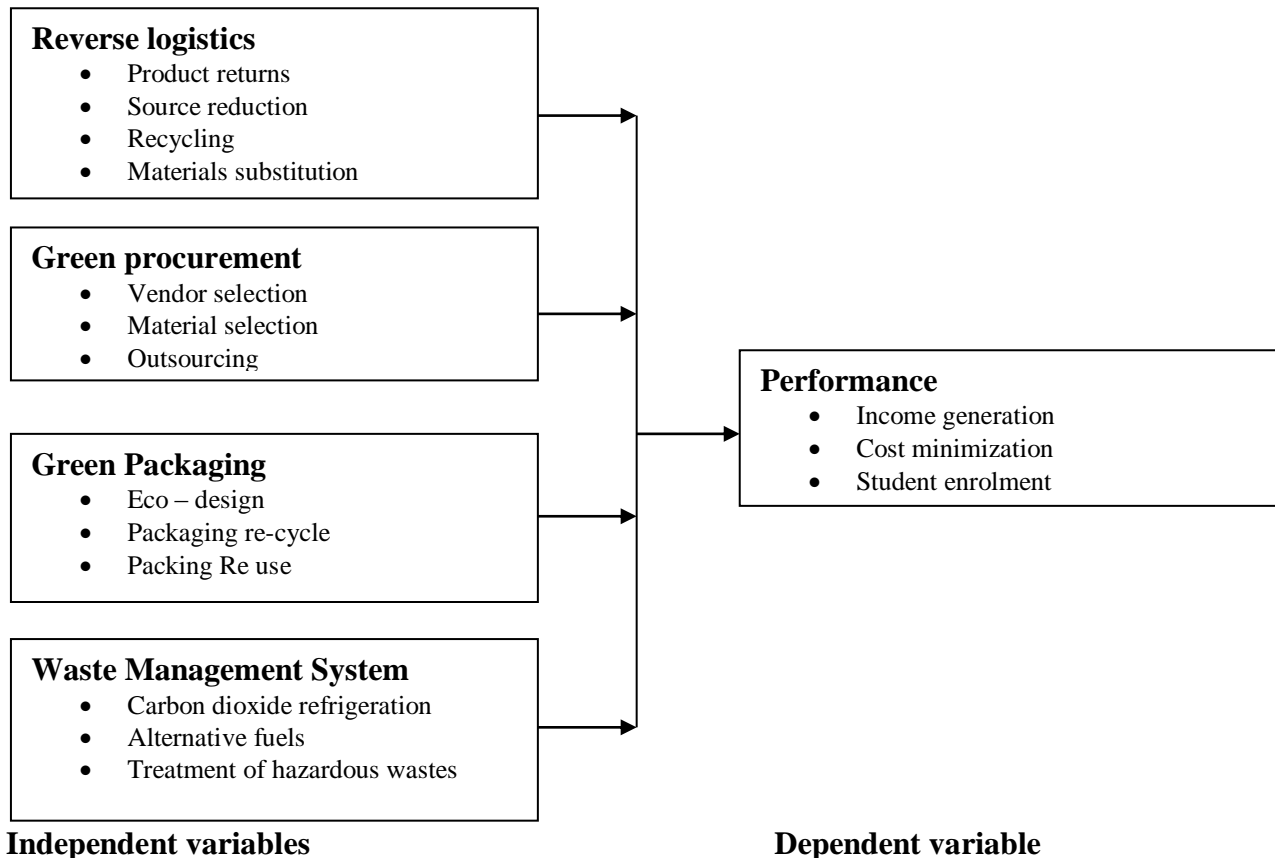 Reverse logistics
• Product returns
• Source reduction
• Recycling
• Materials substitution
Green procurement
• Vendor selection
• Material selection
• Outsourcing
Green Packaging
• Eco – design
• Packaging re-cycle
• Packing Re use
Waste Management System
• Carbon dioxide refrigeration
• Alternative fuels
• Treatment of hazardous wastes
Independent variables
Performance
• Income generation
• Cost minimization
• Student enrolment
Dependent variable